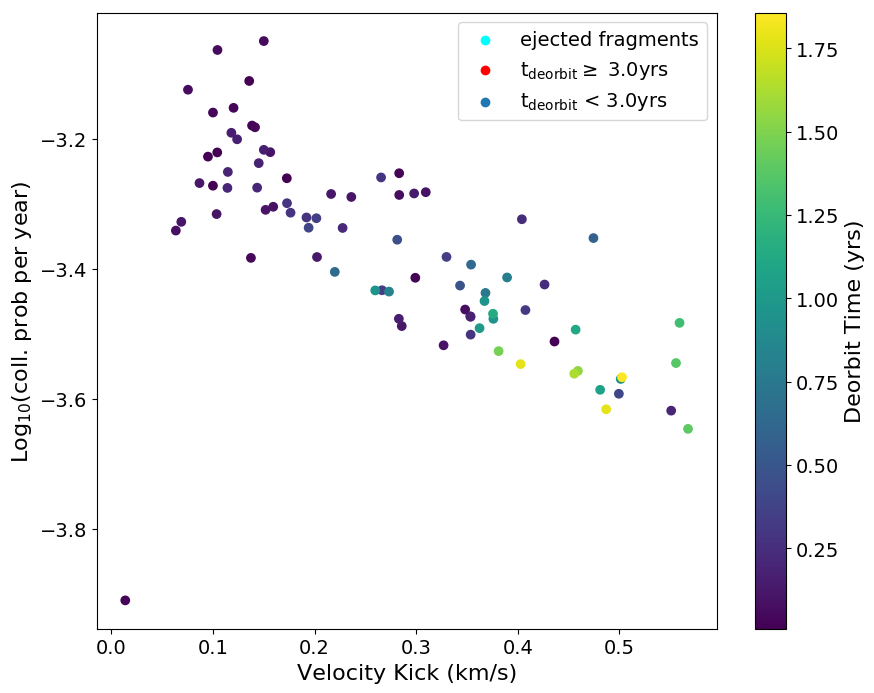 ejected fragments
t_deorbit ≥ 3.0yrs
t_deorbit < 3.0yrs
−3.2
−3.4
−3.6
−3.8
Log₁₀(coll. prob per year)
0.0 0.1 0.2 0.3 0.4 0.5
Velocity Kick (km/s)
1.75
1.50
1.25
1.00
0.75
0.50
0.25
Deorbit Time (yrs)